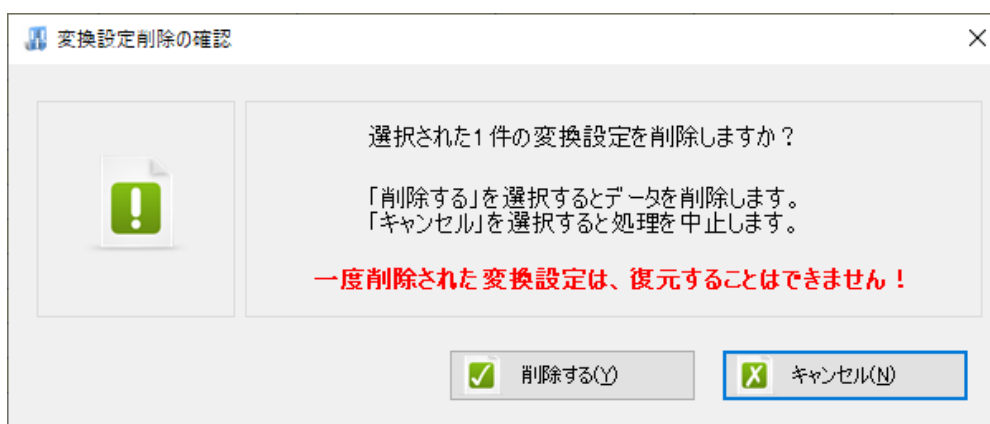 変換設定削除の確認
選択された1件の変換設定を削除しますか？
「削除する」を選択するとデータを削除します。
「キャンセル」を選択すると処理を中止します。
一度削除された変換設定は、復元することはできません！
削除する(Y)
キャンセル(N)